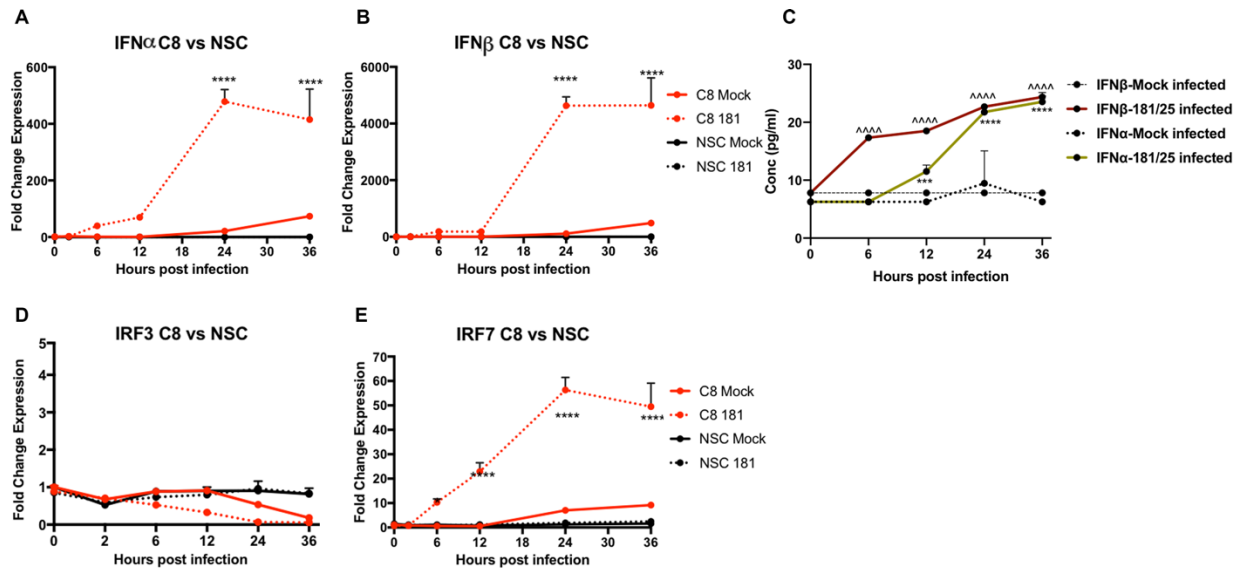 A
IFNα C8 vs NSC
Fold Change Expression
600
400
200
0
0
6
12
18
24
30
36
Hours post infection
****
****
B
IFNβ C8 vs NSC
Fold Change Expression
6000
4000
2000
0
0
6
12
18
24
30
36
Hours post infection
****
****
C8 Mock
C8 181
NSC Mock
NSC 181
C
Conc (pg/ml)
30
20
10
0
0
6
12
24
36
Hours post infection
^^^^
^^^^
^^^^
^^^^
***
****
****
IFNβ-Mock infected
IFNβ-181/25 infected
IFNα-Mock infected
IFNα-181/25 infected
D
IRF3 C8 vs NSC
Fold Change Expression
5
4
3
2
1
0
0
2
6
12
24
36
Hours post infection
E
IRF7 C8 vs NSC
Fold Change Expression
70
60
50
40
30
20
10
0
0
6
12
18
24
30
36
Hours post infection
****
****
****
C8 Mock
C8 181
NSC Mock
NSC 181